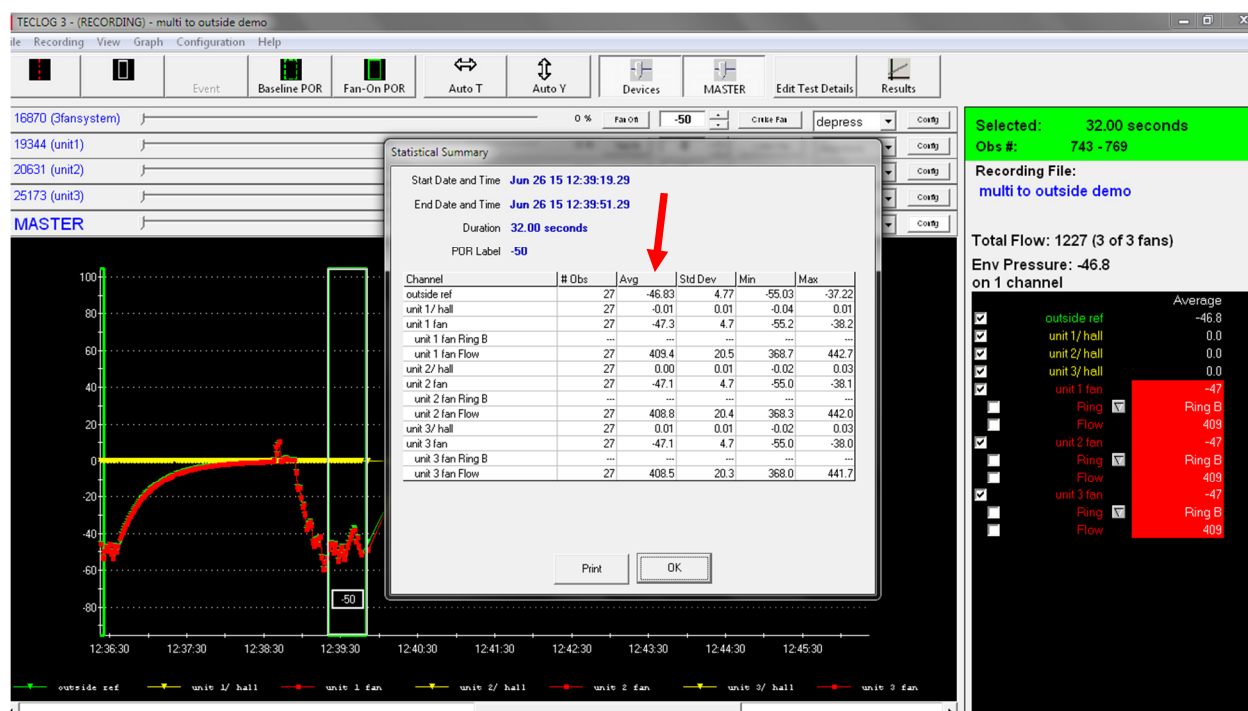 TECLOG 3 - (RECORDING) - multi to outside demo
ile Recording View Graph Configuration Help
Event Baseline POR Fan-On POR Auto T Auto Y Devices MASTER Edit Test Details Results
16870 (3fansystem) 0 % Fan Off -50 Cruise Fan depress Config
19344 (unit1) Config
20631 (unit2) Config
25173 (unit3) Config
MASTER Config
Statistical Summary
Start Date and Time Jun 26 15 12:39:19.29
End Date and Time Jun 26 15 12:39:51.29
Duration 32.00 seconds
POR Label -50
Channel # Obs Avg Std Dev Min Max
outside ref 27 -46.83 4.77 -55.03 -37.22
unit 1/ hall 27 -0.01 0.01 -0.04 0.01
unit 1 fan 27 -47.3 4.7 -55.2 -38.2
unit 1 fan Ring B --- --- --- --- ---
unit 1 fan Flow 27 409.4 20.5 368.7 442.7
unit 2/ hall 27 0.00 0.01 -0.02 0.03
unit 2 fan 27 -47.1 4.7 -55.0 -38.1
unit 2 fan Ring B --- --- --- --- ---
unit 2 fan Flow 27 408.8 20.4 368.3 442.0
unit 3/ hall 27 0.01 0.01 -0.02 0.03
unit 3 fan 27 -47.1 4.7 -55.0 -38.0
unit 3 fan Ring B --- --- --- --- ---
unit 3 fan Flow 27 408.5 20.3 368.0 441.7
Print OK
100
80
60
40
20
0
-20
-40
-60
-80
-50
12:36:30 12:37:30 12:38:30 12:39:30 12:40:30 12:41:30 12:42:30 12:43:30 12:44:30 12:45:30
outside ref unit 1/ hall unit 1 fan unit 2/ hall unit 2 fan unit 3/ hall unit 3 fan
Selected: 32.00 seconds
Obs #: 743 - 769
Recording File:
multi to outside demo
Total Flow: 1227 (3 of 3 fans)
Env Pressure: -46.8
on 1 channel
Average
outside ref -46.8
unit 1/ hall 0.0
unit 2/ hall 0.0
unit 3/ hall 0.0
unit 1 fan -47
Ring Ring B
Flow 409
unit 2 fan -47
Ring Ring B
Flow 409
unit 3 fan -47
Ring Ring B
Flow 409